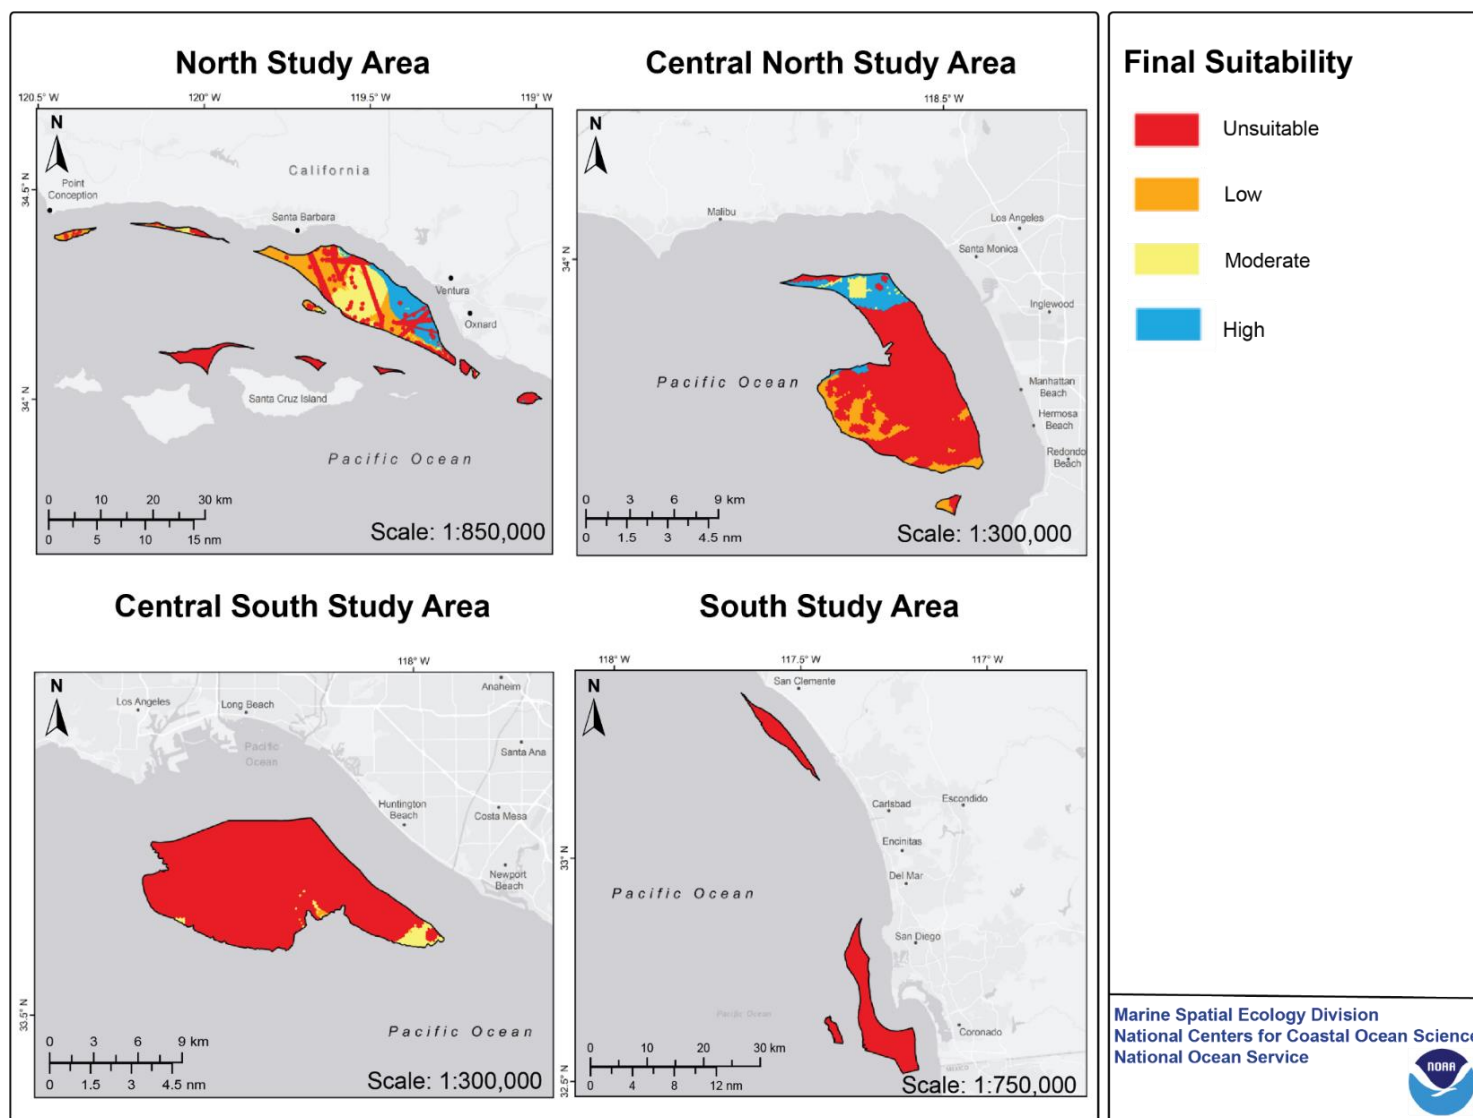 North Study Area
120.5° W
120° W
119.5° W
119° W
34.5° N
34° N
N
Point
Conception
California
Santa Barbara
Ventura
Oxnard
Santa Cruz Island
Pacific Ocean
0 10 20 30 km
0 5 10 15 nm
Scale: 1:850,000
Central North Study Area
118.5° W
34° N
N
Malibu
Los Angeles
Santa Monica
Inglewood
Pacific Ocean
Manhattan
Beach
Hermosa
Beach
Redondo
Beach
0 3 6 9 km
0 1.5 3 4.5 nm
Scale: 1:300,000
Central South Study Area
118° W
33.5° N
N
Los Angeles
Long Beach
Anaheim
Pacific
Ocean
Santa Ana
Huntington
Beach
Costa Mesa
Newport
Beach
Pacific Ocean
0 3 6 9 km
0 1.5 3 4.5 nm
Scale: 1:300,000
South Study Area
118° W
117.5° W
117° W
33° N
32.5° N
N
San Clemente
Carlsbad
Escondido
Encinitas
Del Mar
Pacific Ocean
San Diego
Pacific Ocean
Coronado
MEXICO
0 10 20 30 km
0 4 8 12 nm
Scale: 1:750,000
Final Suitability
Unsuitable
Low
Moderate
High
Marine Spatial Ecology Division
National Centers for Coastal Ocean Science
National Ocean Service
NOAA